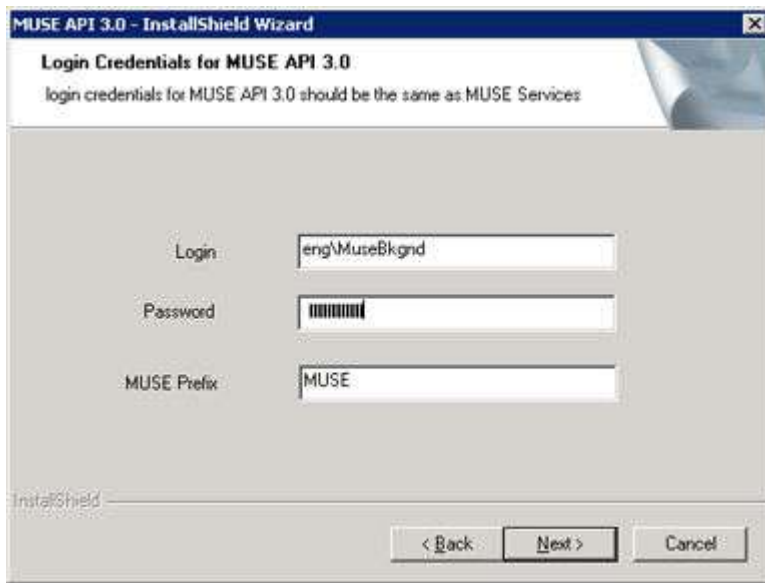 MUSE API 3.0 - InstallShield Wizard
Login Credentials for MUSE API 3.0
login credentials for MUSE API 3.0 should be the same as MUSE Services
Login
eng\MuseBkgnd
Password
MUSE Prefix
MUSE
InstallShield
< Back
Next >
Cancel